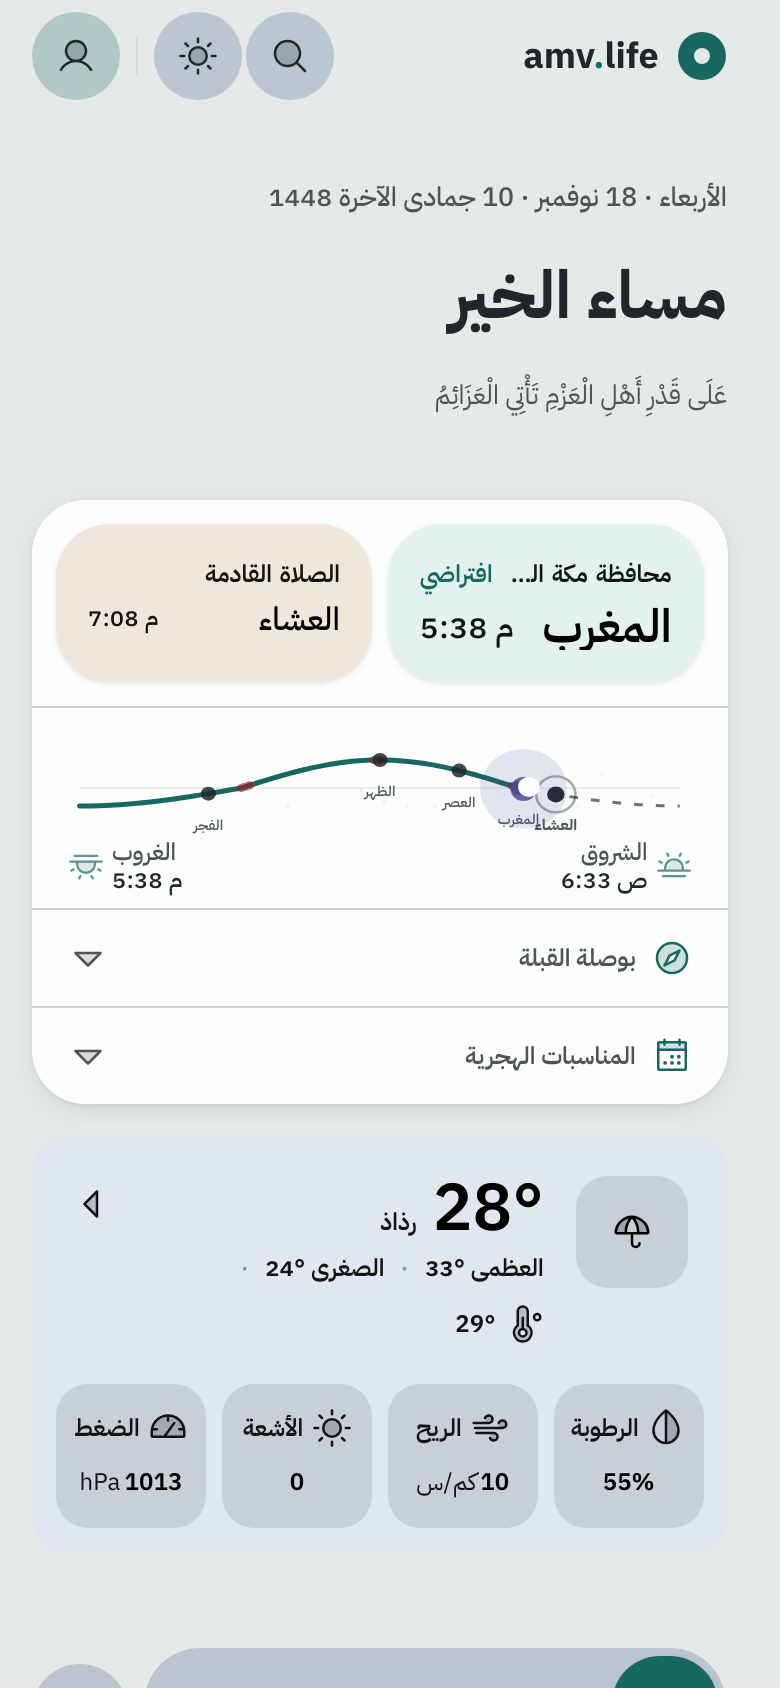 amv.life
الأربعاء · 18 نوفمبر · 10 جمادى الآخرة 1448
مساء الخير
عَلَى قَدْرِ أَهْلِ الْعَزْمِ تَأْتِي الْعَزَائِمُ
محافظة مكة الـ... افتراضي
المغرب 5:38 م
الصلاة القادمة
العشاء 7:08 م
الظهر
العصر
المغرب
العشاء
الفجر
الشروق
6:33 ص
الغروب
5:38 م
بوصلة القبلة
المناسبات الهجرية
28° رذاذ
العظمى 33° · الصغرى 24° ·
29°
الرطوبة
55%
الريح
10 كم/س
الأشعة
0
الضغط
1013 hPa